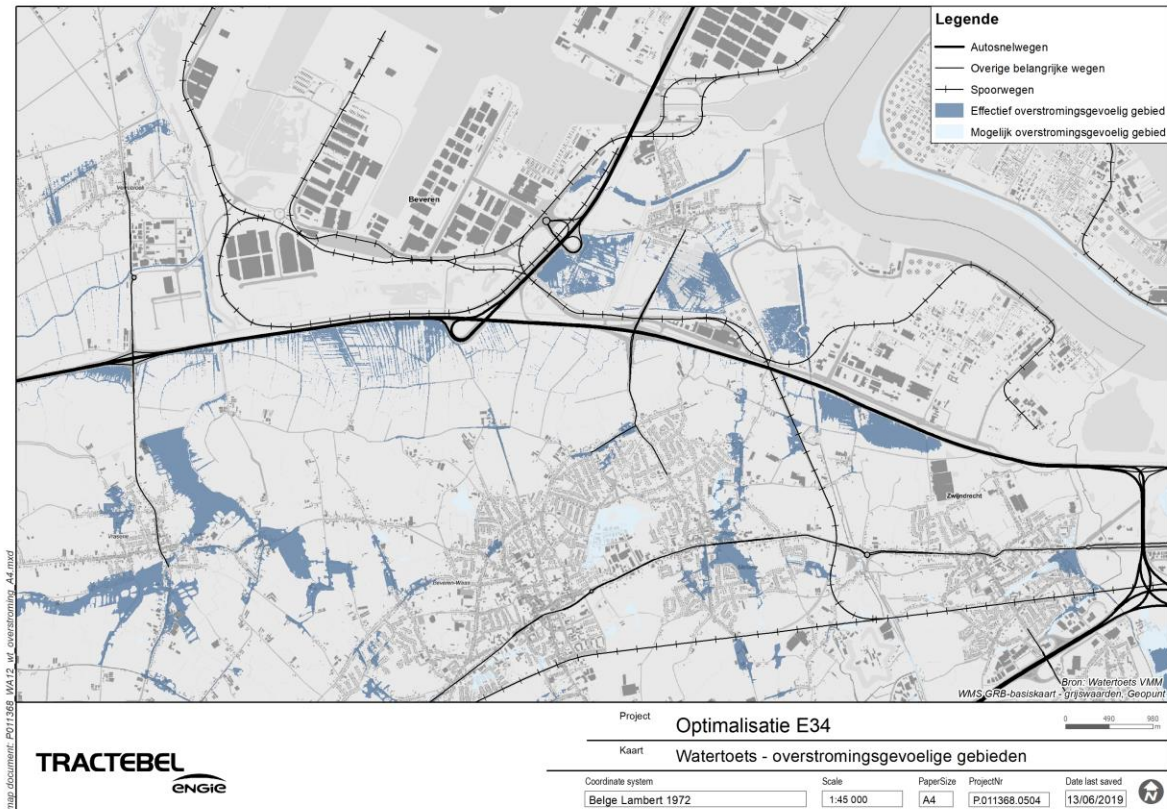 Legende
Autosnelwegen
Overige belangrijke wegen
Spoorwegen
Effectief overstromingsgevoelig gebied
Mogelijk overstromingsgevoelig gebied
Verrebroek
Beveren
Zwijndrecht
Vrasene
Beveren-Waas
Bron: Watertoets VMM
WMS GRB-basiskaart - grijswaarden, Geopunt
map document: P011368_WA12_wt_overstroming_A4.mxd
TRACTEBEL
ENGIE
Project Optimalisatie E34
0 490 980
m
Kaart Watertoets - overstromingsgevoelige gebieden
Coordinate system Scale PaperSize ProjectNr Date last saved
Belge Lambert 1972 1:45 000 A4 P.011368.0504 13/06/2019
N